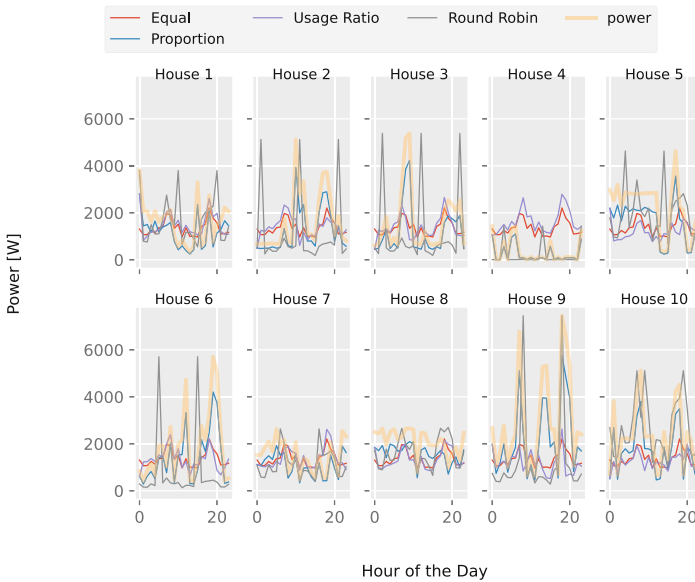 Equal Usage Ratio Round Robin power
Proportion
House 1 House 2 House 3 House 4 House 5
6000
4000
2000
0
Power [W]
House 6 House 7 House 8 House 9 House 10
6000
4000
2000
0
0 20 0 20 0 20 0 20 0 20
Hour of the Day